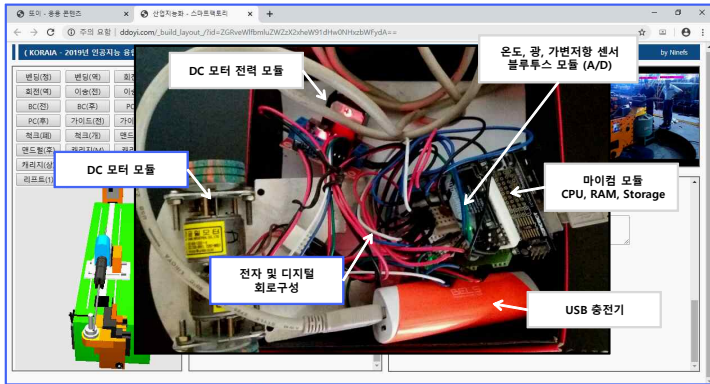 또이 - 응용 콘텐츠
산업지능화 - 스마트팩토리
주의 요함
ddoyi.com/_build_layout_/?id=ZGRveWlfbmluZWZzX2xheW91dHw0NHxzbWFydA==
( KORAIA - 2019년 인공지능 융합
by Ninefs
벤딩(정)
벤딩(역)
회전(역)
이송(전)
BC(전)
BC(후)
PC(후)
가이드(전)
척크(폐)
척크(개)
맨드럴(후)
캐리지(M)
캐리지(상)
리프트(1)
DC 모터 전력 모듈
온도, 광, 가변저항 센서
블루투스 모듈 (A/D)
DC 모터 모듈
마이컴 모듈
CPU, RAM, Storage
전자 및 디지털
회로구성
USB 충전기